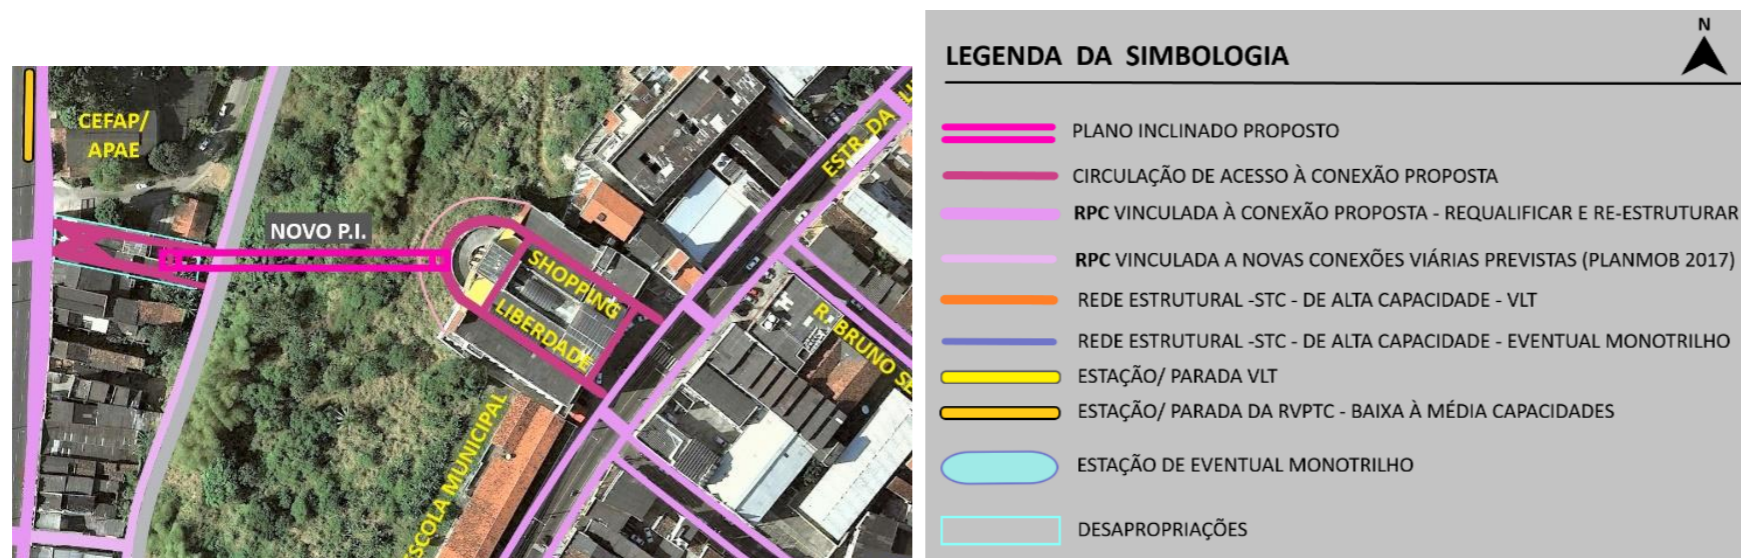 CEFAP/
APAE
NOVO P.I.
SHOPPING
LIBERDADE
ESTR. DA
R. BRUNO SE
ESCOLA MUNICIPAL
N
LEGENDA DA SIMBOLOGIA
PLANO INCLINADO PROPOSTO
CIRCULAÇÃO DE ACESSO À CONEXÃO PROPOSTA
RPC VINCULADA À CONEXÃO PROPOSTA - REQUALIFICAR E RE-ESTRUTURAR
RPC VINCULADA A NOVAS CONEXÕES VIÁRIAS PREVISTAS (PLANMOB 2017)
REDE ESTRUTURAL -STC - DE ALTA CAPACIDADE - VLT
REDE ESTRUTURAL -STC - DE ALTA CAPACIDADE - EVENTUAL MONOTRILHO
ESTAÇÃO/ PARADA VLT
ESTAÇÃO/ PARADA DA RVPTC - BAIXA À MÉDIA CAPACIDADES
ESTAÇÃO DE EVENTUAL MONOTRILHO
DESAPROPRIAÇÕES